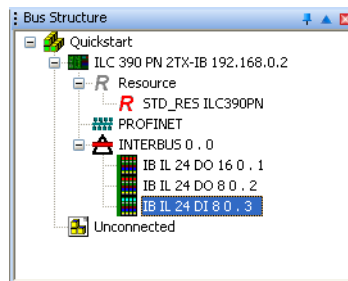 Bus Structure
Quickstart
ILC 390 PN 2TX-IB 192.168.0.2
R Resource
R STD_RES ILC390PN
PROFINET
INTERBUS 0 . 0
IB IL 24 DO 16 0 . 1
IB IL 24 DO 8 0 . 2
IB IL 24 DI 8 0 . 3
Unconnected